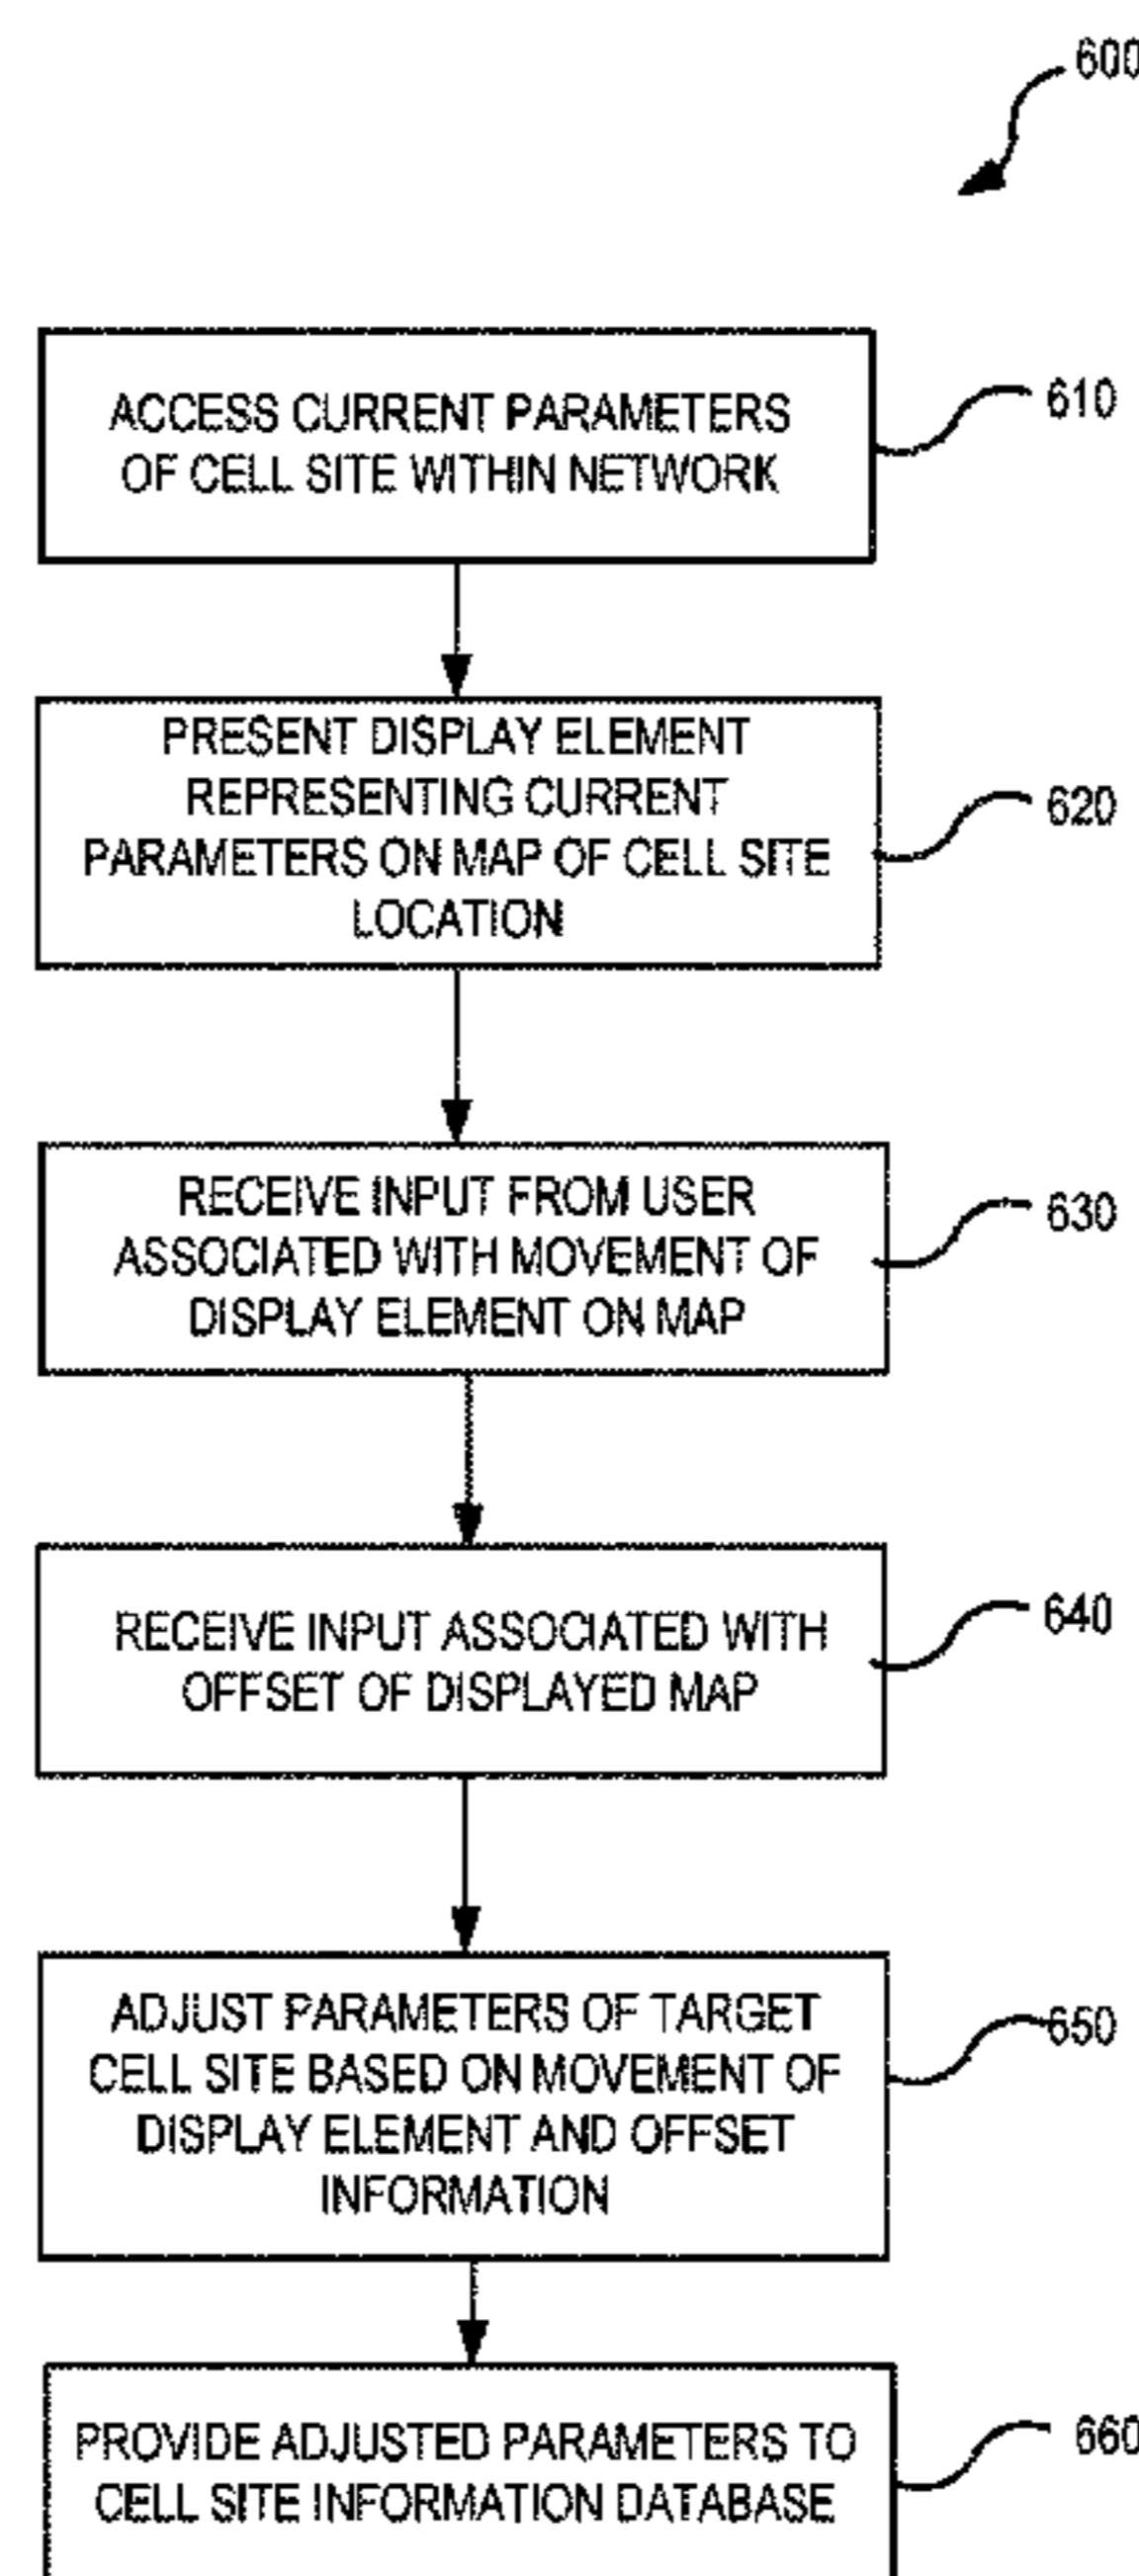 600
ACCESS CURRENT PARAMETERS
OF CELL SITE WITHIN NETWORK
610
PRESENT DISPLAY ELEMENT
REPRESENTING CURRENT
PARAMETERS ON MAP OF CELL SITE
LOCATION
620
RECEIVE INPUT FROM USER
ASSOCIATED WITH MOVEMENT OF
DISPLAY ELEMENT ON MAP
630
RECEIVE INPUT ASSOCIATED WITH
OFFSET OF DISPLAYED MAP
640
ADJUST PARAMETERS OF TARGET
CELL SITE BASED ON MOVEMENT OF
DISPLAY ELEMENT AND OFFSET
INFORMATION
650
PROVIDE ADJUSTED PARAMETERS TO
CELL SITE INFORMATION DATABASE
660